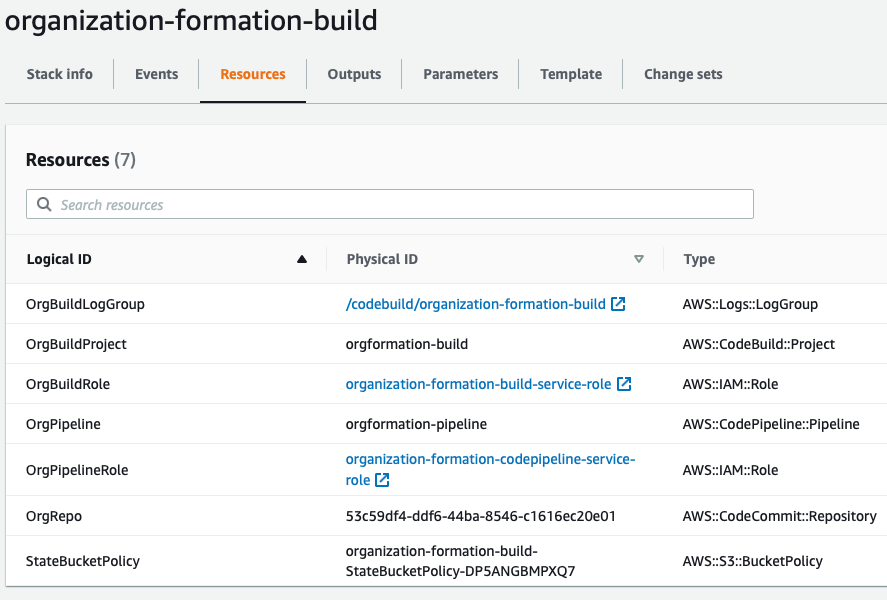 organization-formation-build
Stack info Events Resources Outputs Parameters Template Change sets
Resources (7)
Search resources
Logical ID Physical ID Type
OrgBuildLogGroup /codebuild/organization-formation-build AWS::Logs::LogGroup
OrgBuildProject orgformation-build AWS::CodeBuild::Project
OrgBuildRole organization-formation-build-service-role AWS::IAM::Role
OrgPipeline orgformation-pipeline AWS::CodePipeline::Pipeline
OrgPipelineRole organization-formation-codepipeline-service-
role AWS::IAM::Role
OrgRepo 53c59df4-ddf6-44ba-8546-c1616ec20e01 AWS::CodeCommit::Repository
StateBucketPolicy organization-formation-build-
StateBucketPolicy-DP5ANGBMPXQ7 AWS::S3::BucketPolicy